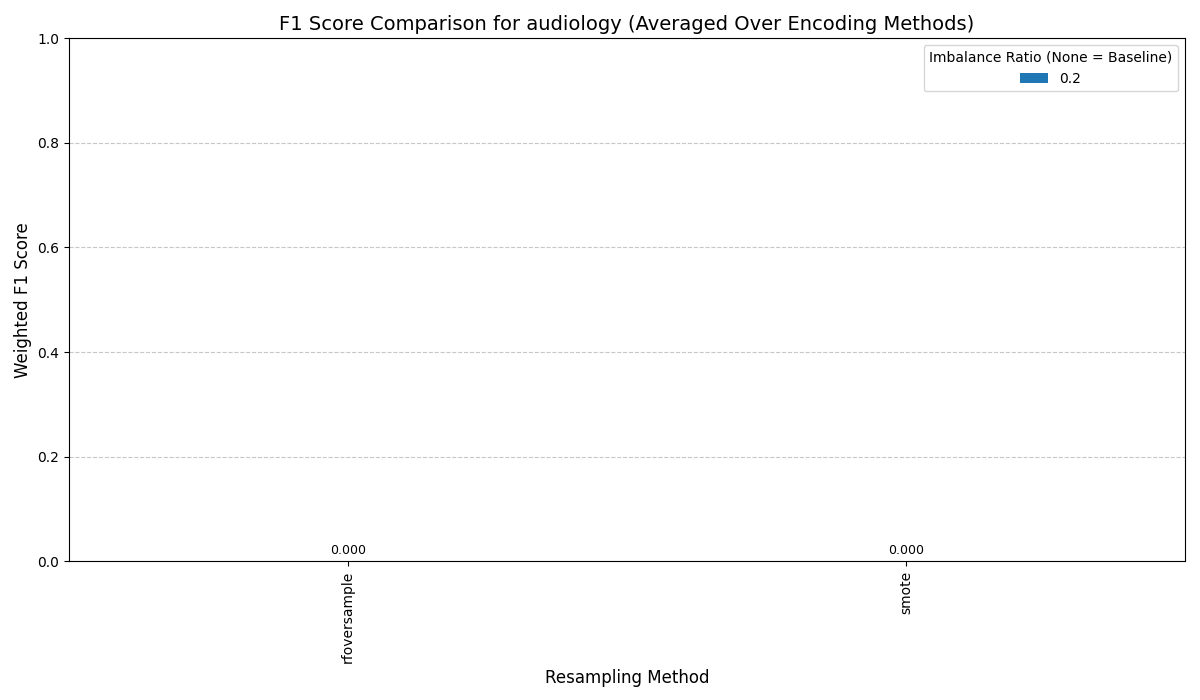 F1 Score Comparison for audiology (Averaged Over Encoding Methods)
Imbalance Ratio (None = Baseline)
0.2
Weighted F1 Score
1.0
0.8
0.6
0.4
0.2
0.0
0.000
0.000
rfoversample
smote
Resampling Method